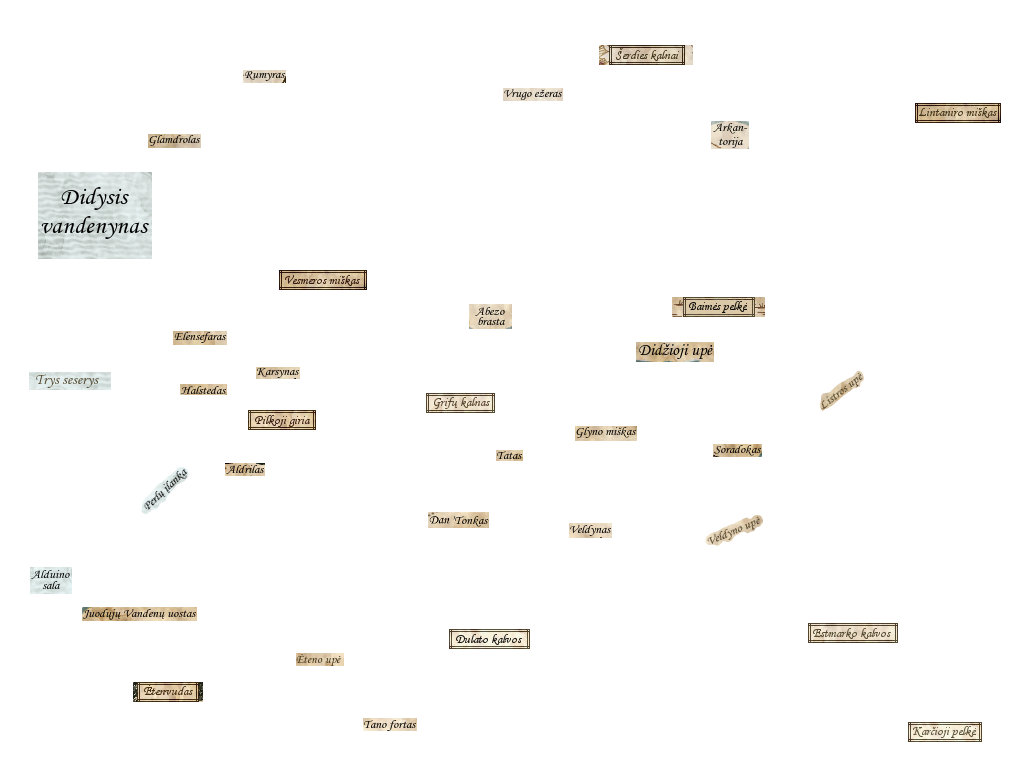 Šerdies kalnai
Rumyras
Vrugo ežeras
Lintaniro miškas
Arkan-
torija
Glamdrolas
Didysis
vandenynas
Vesmeros miškas
Abezo
brasta
Baimės pelkė
Elensefaras
Didžioji upė
Karsynas
Trys seserys
Halstedas
Listros upė
Grifų kalnas
Pilkoji giria
Glyno miškas
Soradokas
Tatas
Aldrilas
Perlų įlanka
Dan 'Tonkas
Veldynas
Veldyno upė
Alduino
sala
Juodųjų Vandenų uostas
Dulato kalvos
Estmarko kalvos
Eteno upė
Etenvudas
Tano fortas
Karčioji pelkė